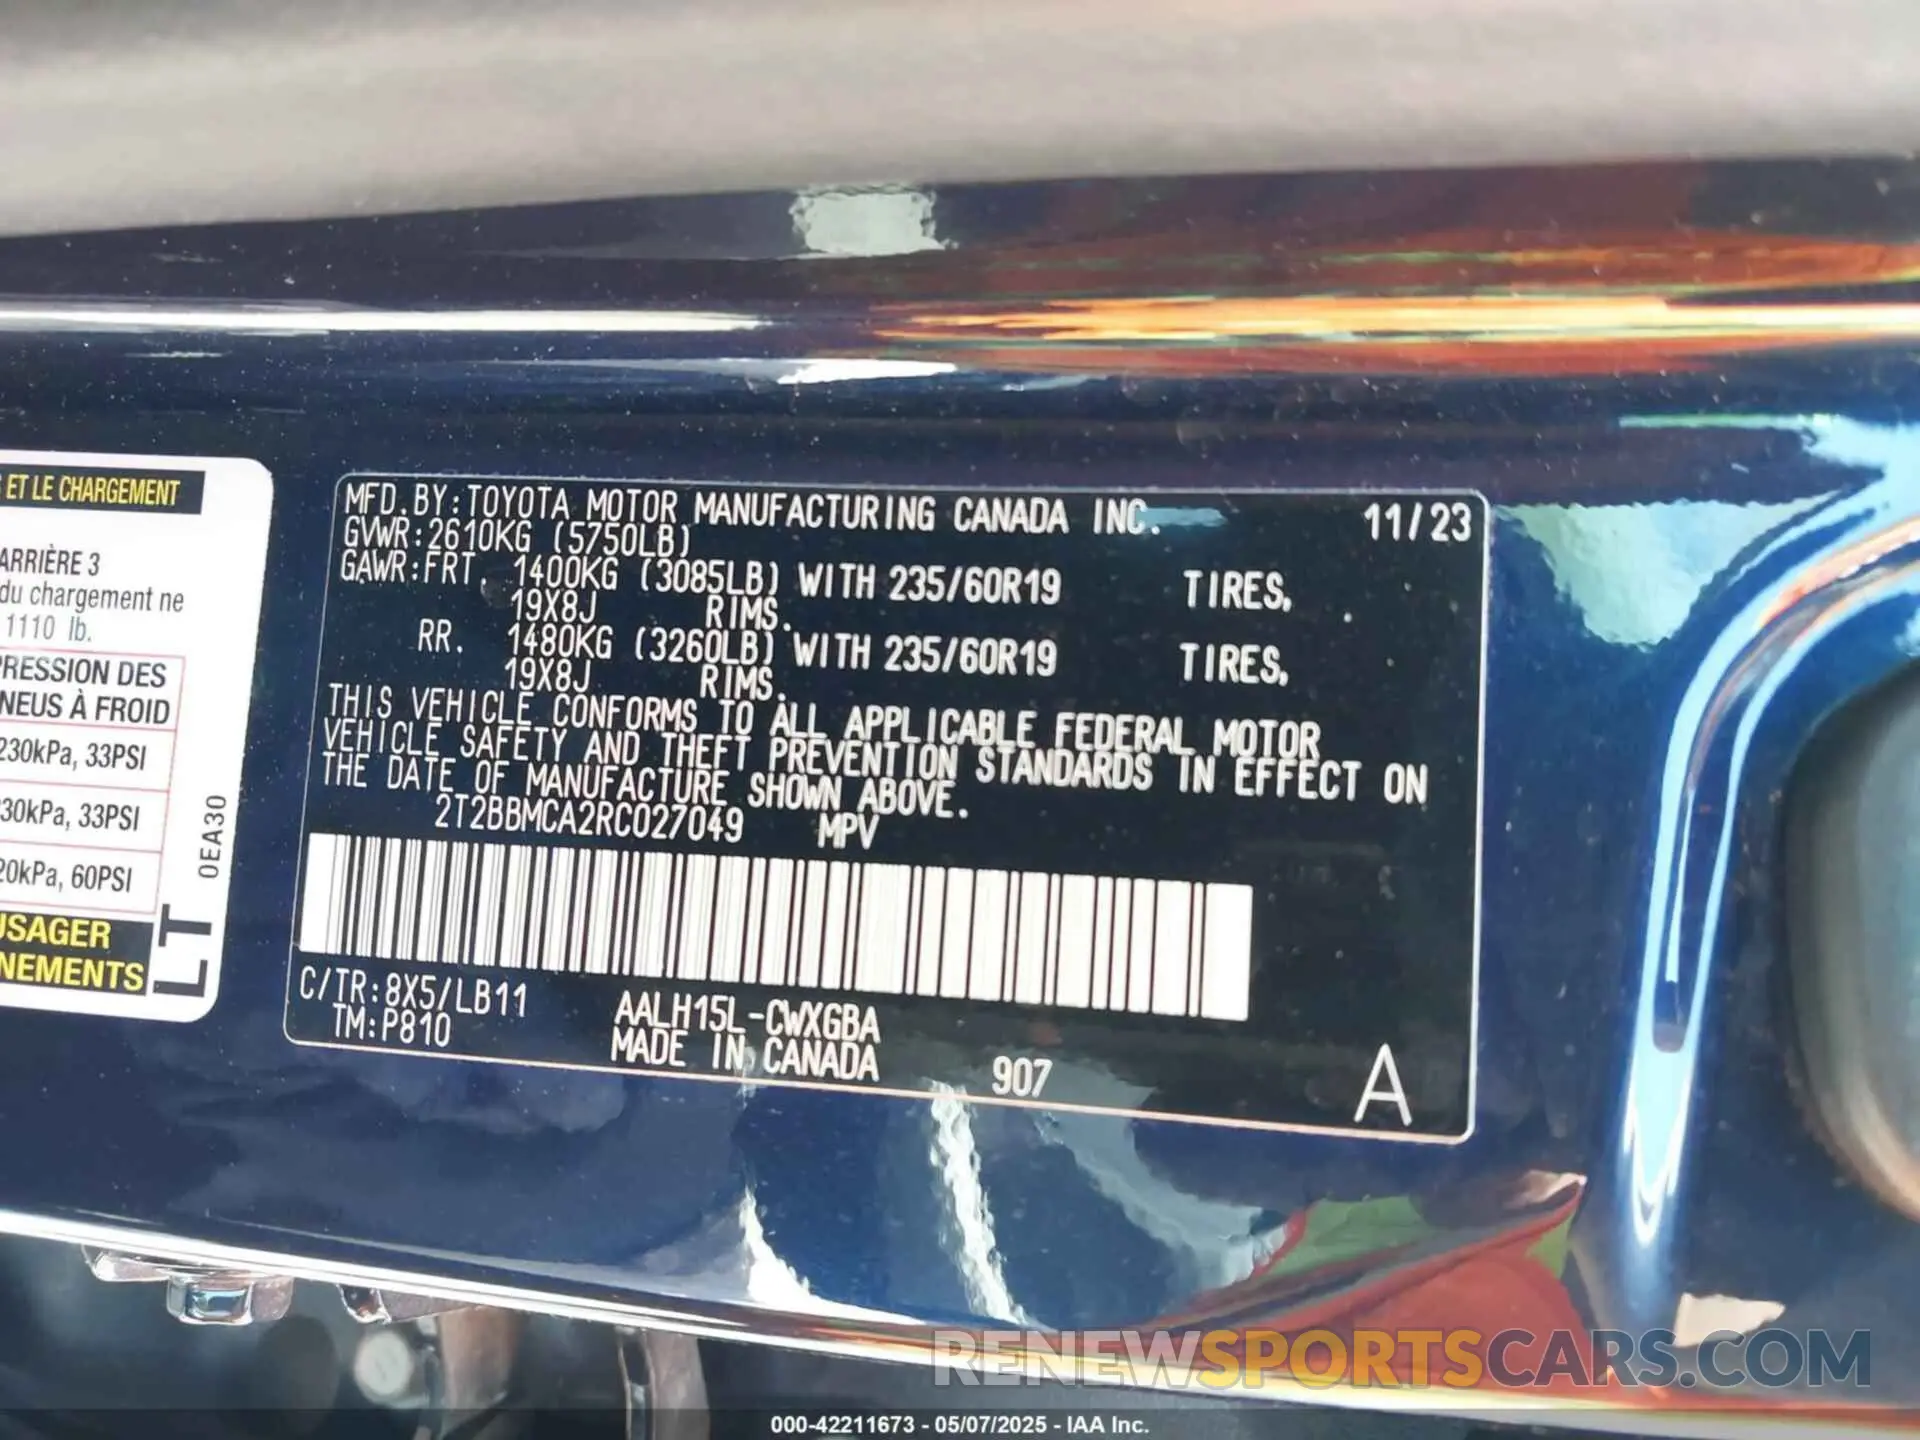 ET LE CHARGEMENT
ARRIÈRE 3
du chargement ne
1110 lb.
PRESSION DES
PNEUS À FROID
230kPa, 33PSI
230kPa, 33PSI
420kPa, 60PSI
USAGER
NEMENTS
0EA30
LT
MFD.BY:TOYOTA MOTOR MANUFACTURING CANADA INC. 11/23
GVWR:2610KG (5750LB)
GAWR:FRT. 1400KG (3085LB) WITH 235/60R19 TIRES,
19X8J RIMS.
RR. 1480KG (3260LB) WITH 235/60R19 TIRES,
19X8J RIMS.
THIS VEHICLE CONFORMS TO ALL APPLICABLE FEDERAL MOTOR
VEHICLE SAFETY AND THEFT PREVENTION STANDARDS IN EFFECT ON
THE DATE OF MANUFACTURE SHOWN ABOVE.
2T2BBMCA2RC027049 MPV
C/TR:8X5/LB11 AALH15L-CWXGBA
TM:P810 MADE IN CANADA 907 A
RENEWSPORTSCARS.COM
000-42211673 - 05/07/2025 - IAA Inc.